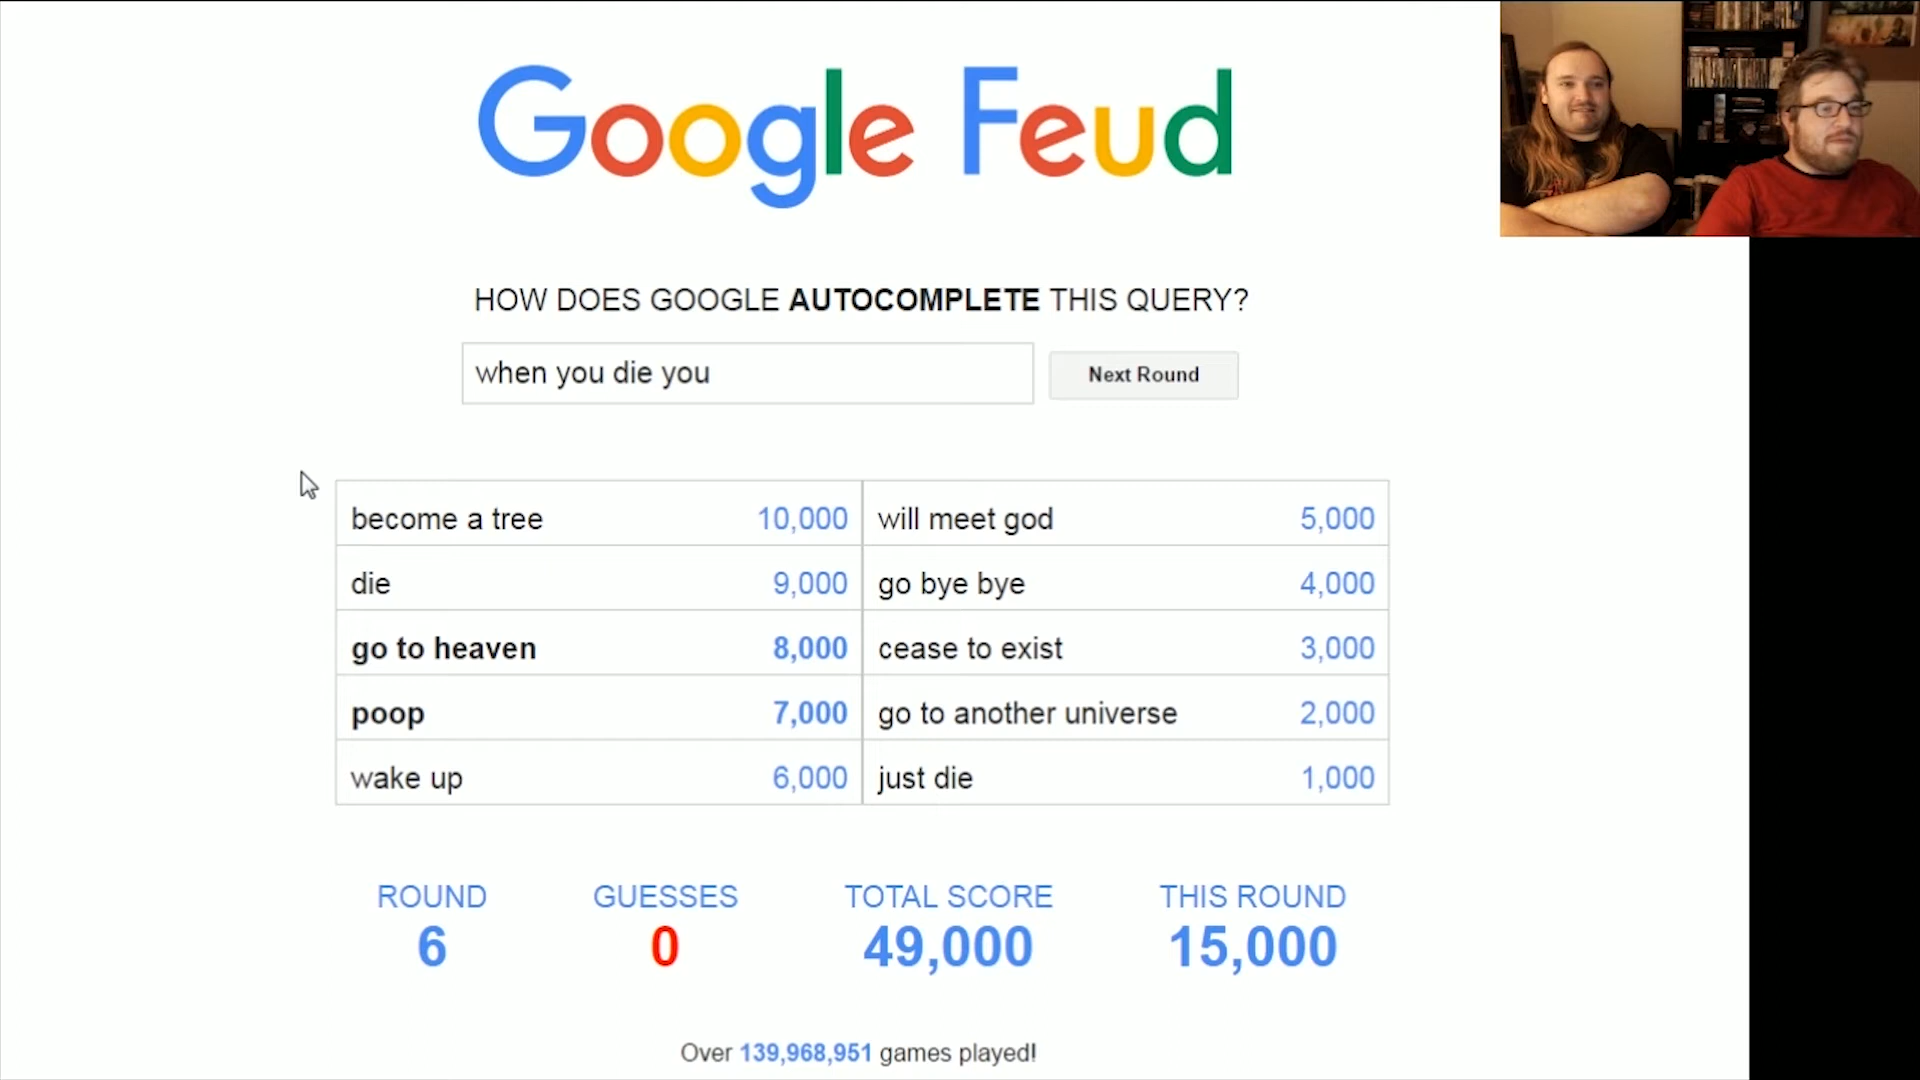 Google Feud
HOW DOES GOOGLE AUTOCOMPLETE THIS QUERY?
when you die you
Next Round
become a tree 10,000
will meet god 5,000
die 9,000
go bye bye 4,000
go to heaven 8,000
cease to exist 3,000
poop 7,000
go to another universe 2,000
wake up 6,000
just die 1,000
ROUND GUESSES TOTAL SCORE THIS ROUND
6 0 49,000 15,000
Over 139,968,951 games played!